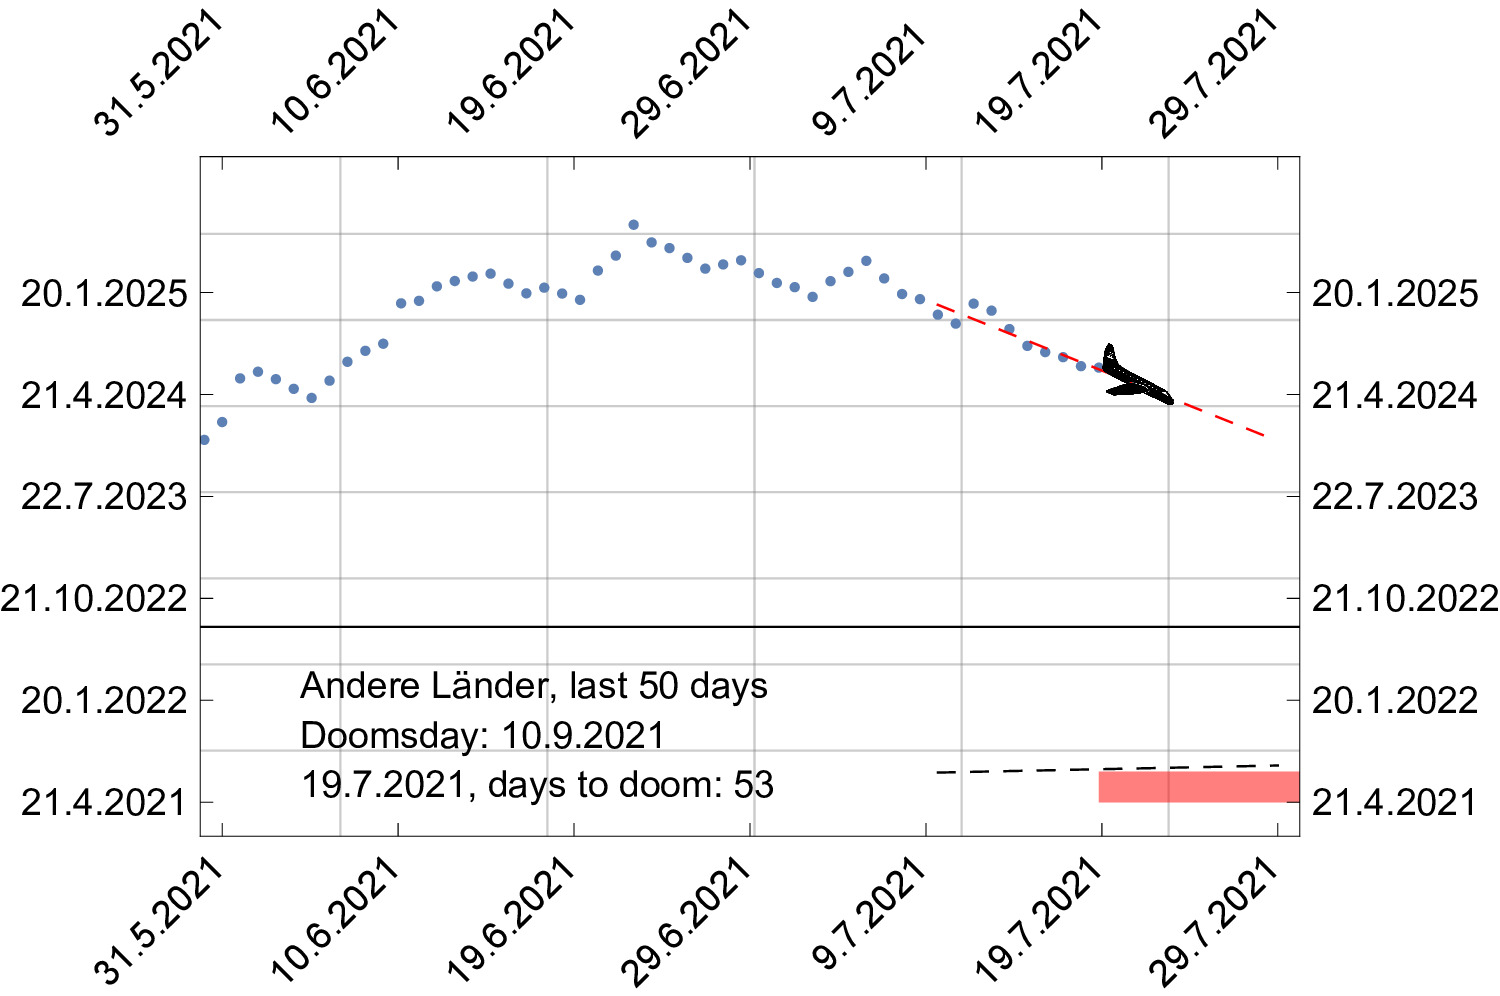 31.5.2021 10.6.2021 19.6.2021 29.6.2021 9.7.2021 19.7.2021 29.7.2021
20.1.2025 20.1.2025
21.4.2024 21.4.2024
22.7.2023 22.7.2023
21.10.2022 21.10.2022
Andere Länder, last 50 days
20.1.2022 20.1.2022
Doomsday: 10.9.2021
19.7.2021, days to doom: 53
21.4.2021 21.4.2021
31.5.2021 10.6.2021 19.6.2021 29.6.2021 9.7.2021 19.7.2021 29.7.2021